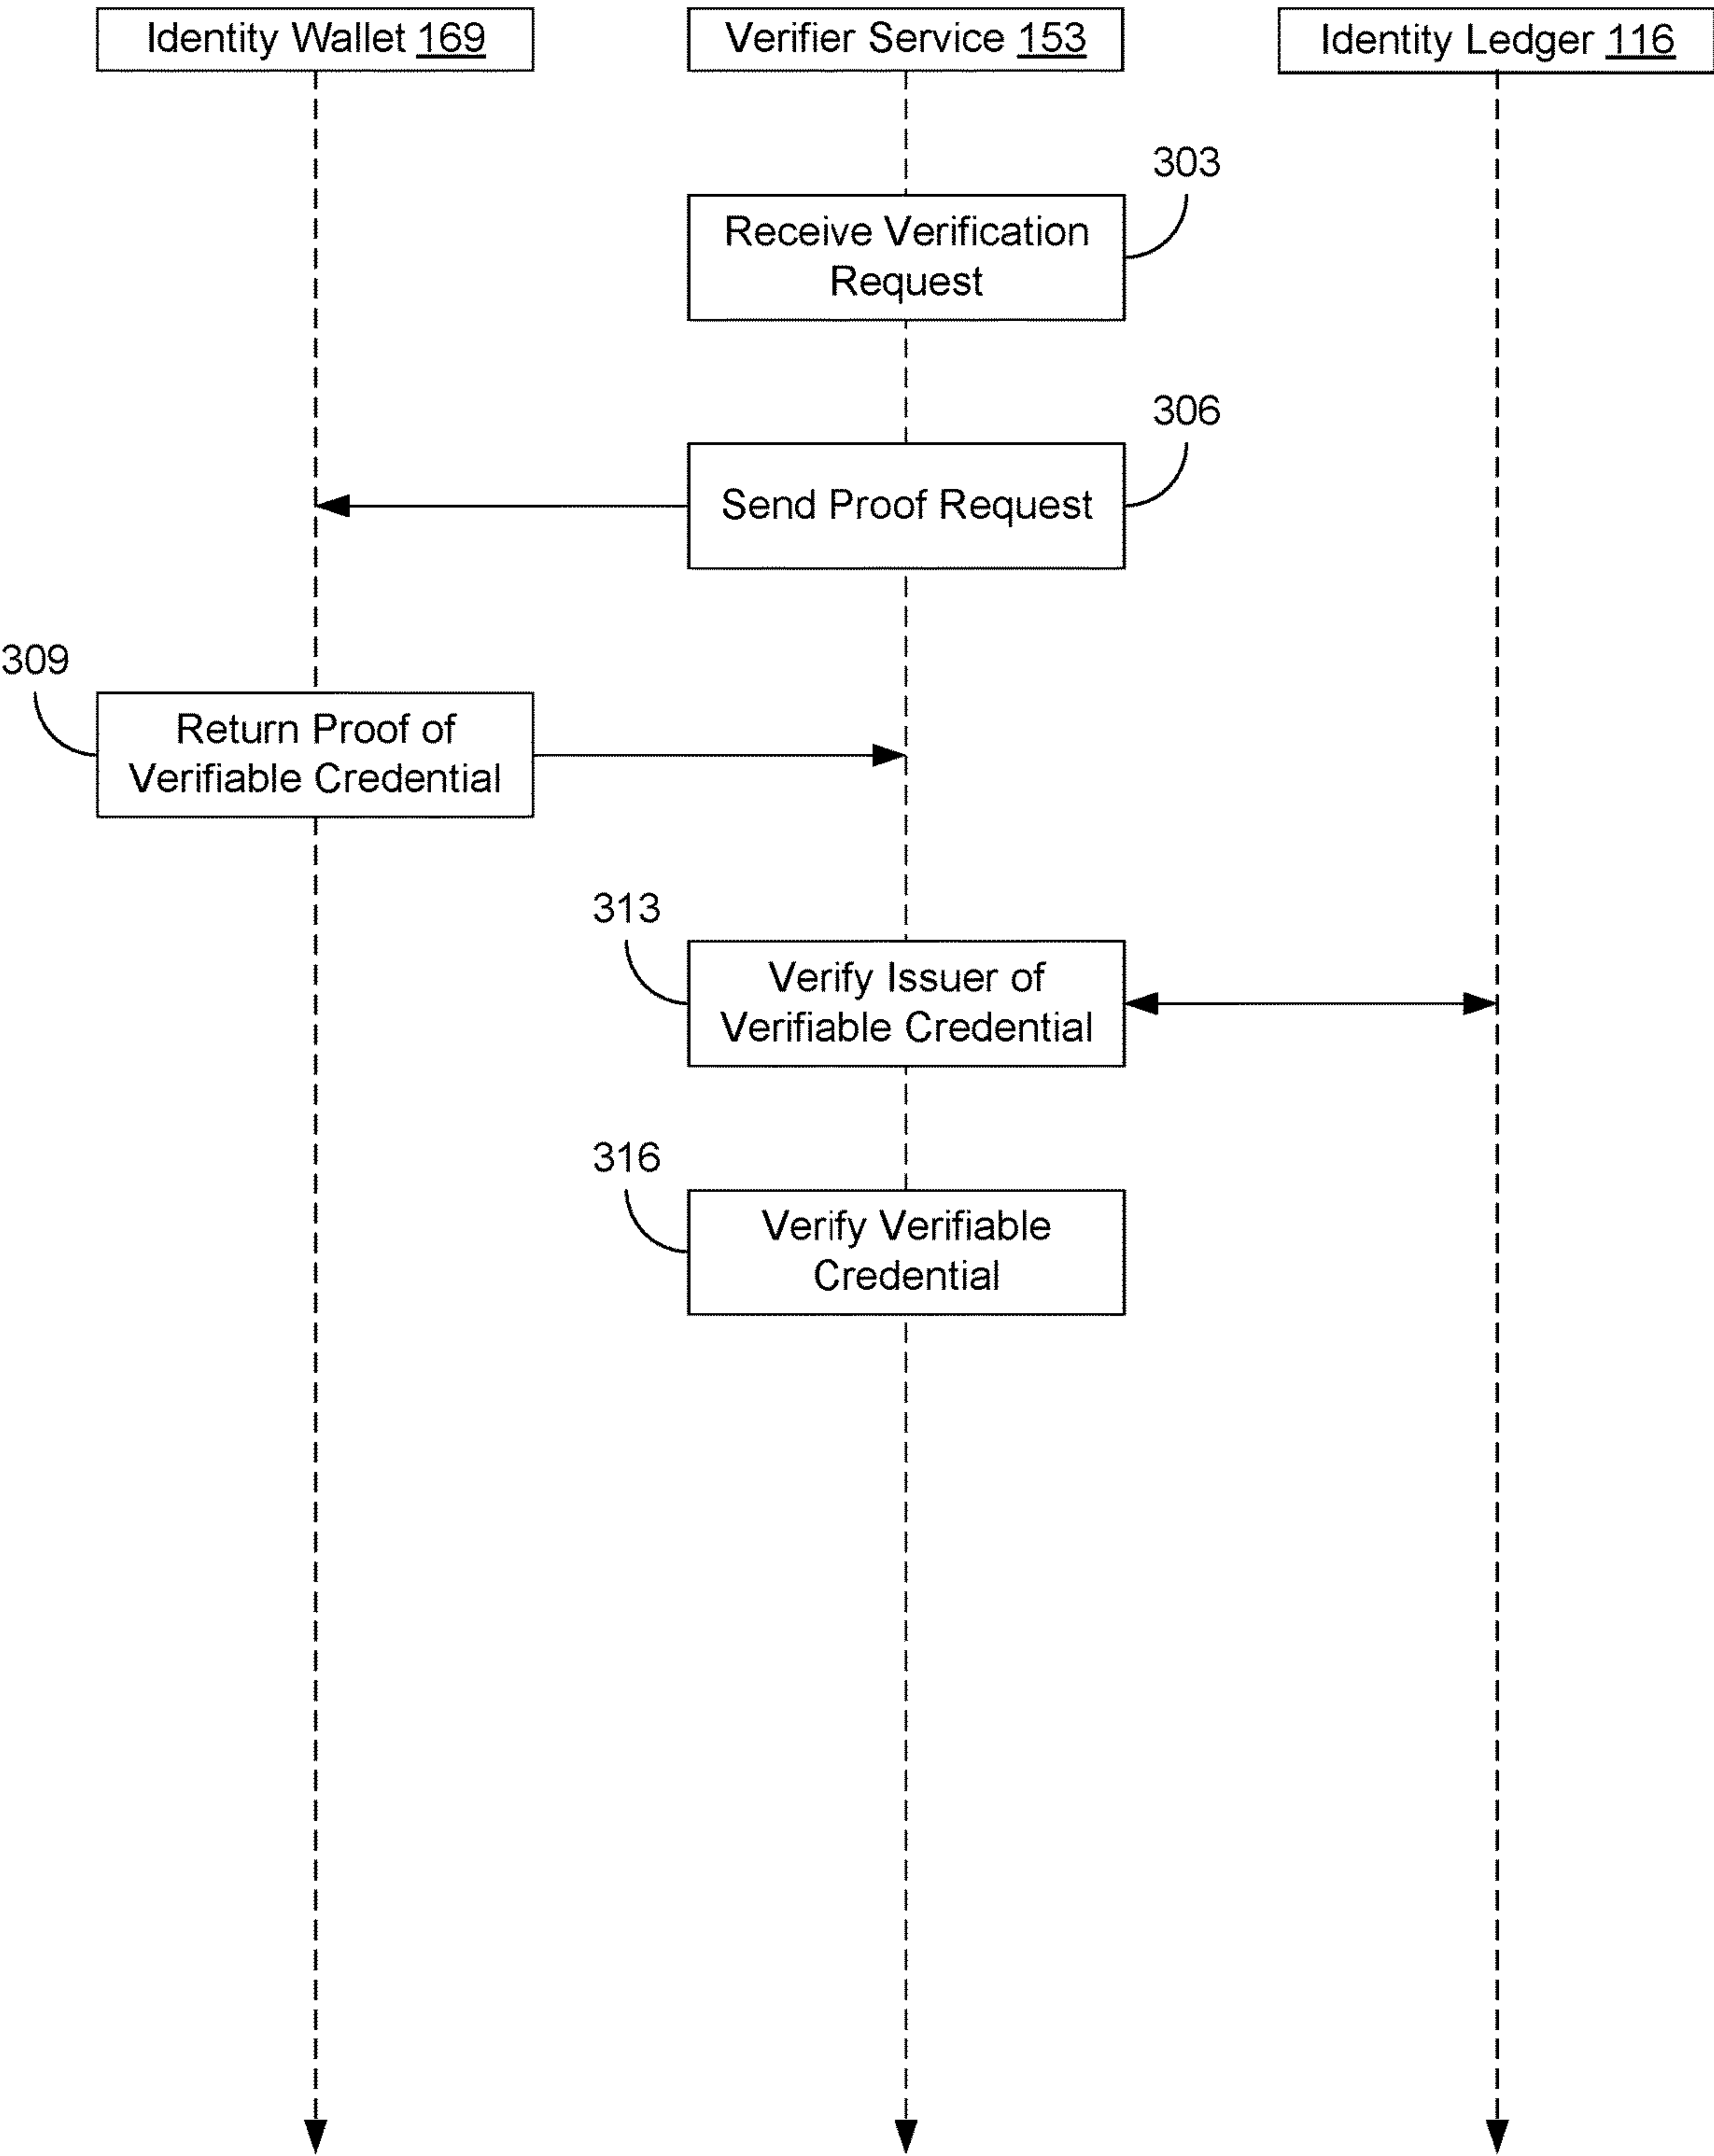 Identity Wallet 169
Verifier Service 153
Identity Ledger 116
303
Receive Verification
Request
306
Send Proof Request
309
Return Proof of
Verifiable Credential
313
Verify Issuer of
Verifiable Credential
316
Verify Verifiable
Credential